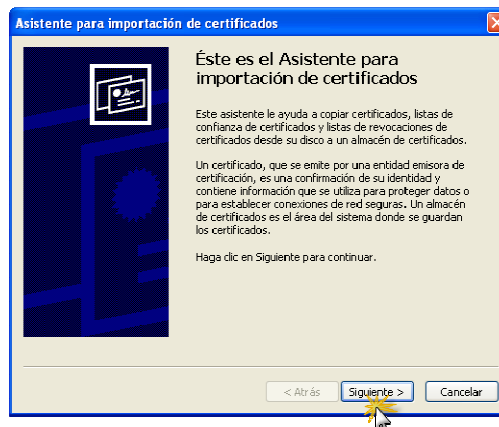 Asistente para importación de certificados
Éste es el Asistente para
importación de certificados
Este asistente le ayuda a copiar certificados, listas de
confianza de certificados y listas de revocaciones de
certificados desde su disco a un almacén de certificados.
Un certificado, que se emite por una entidad emisora de
certificación, es una confirmación de su identidad y
contiene información que se utiliza para proteger datos o
para establecer conexiones de red seguras. Un almacén
de certificados es el área del sistema donde se guardan
los certificados.
Haga clic en Siguiente para continuar.
< Atrás
Siguiente >
Cancelar